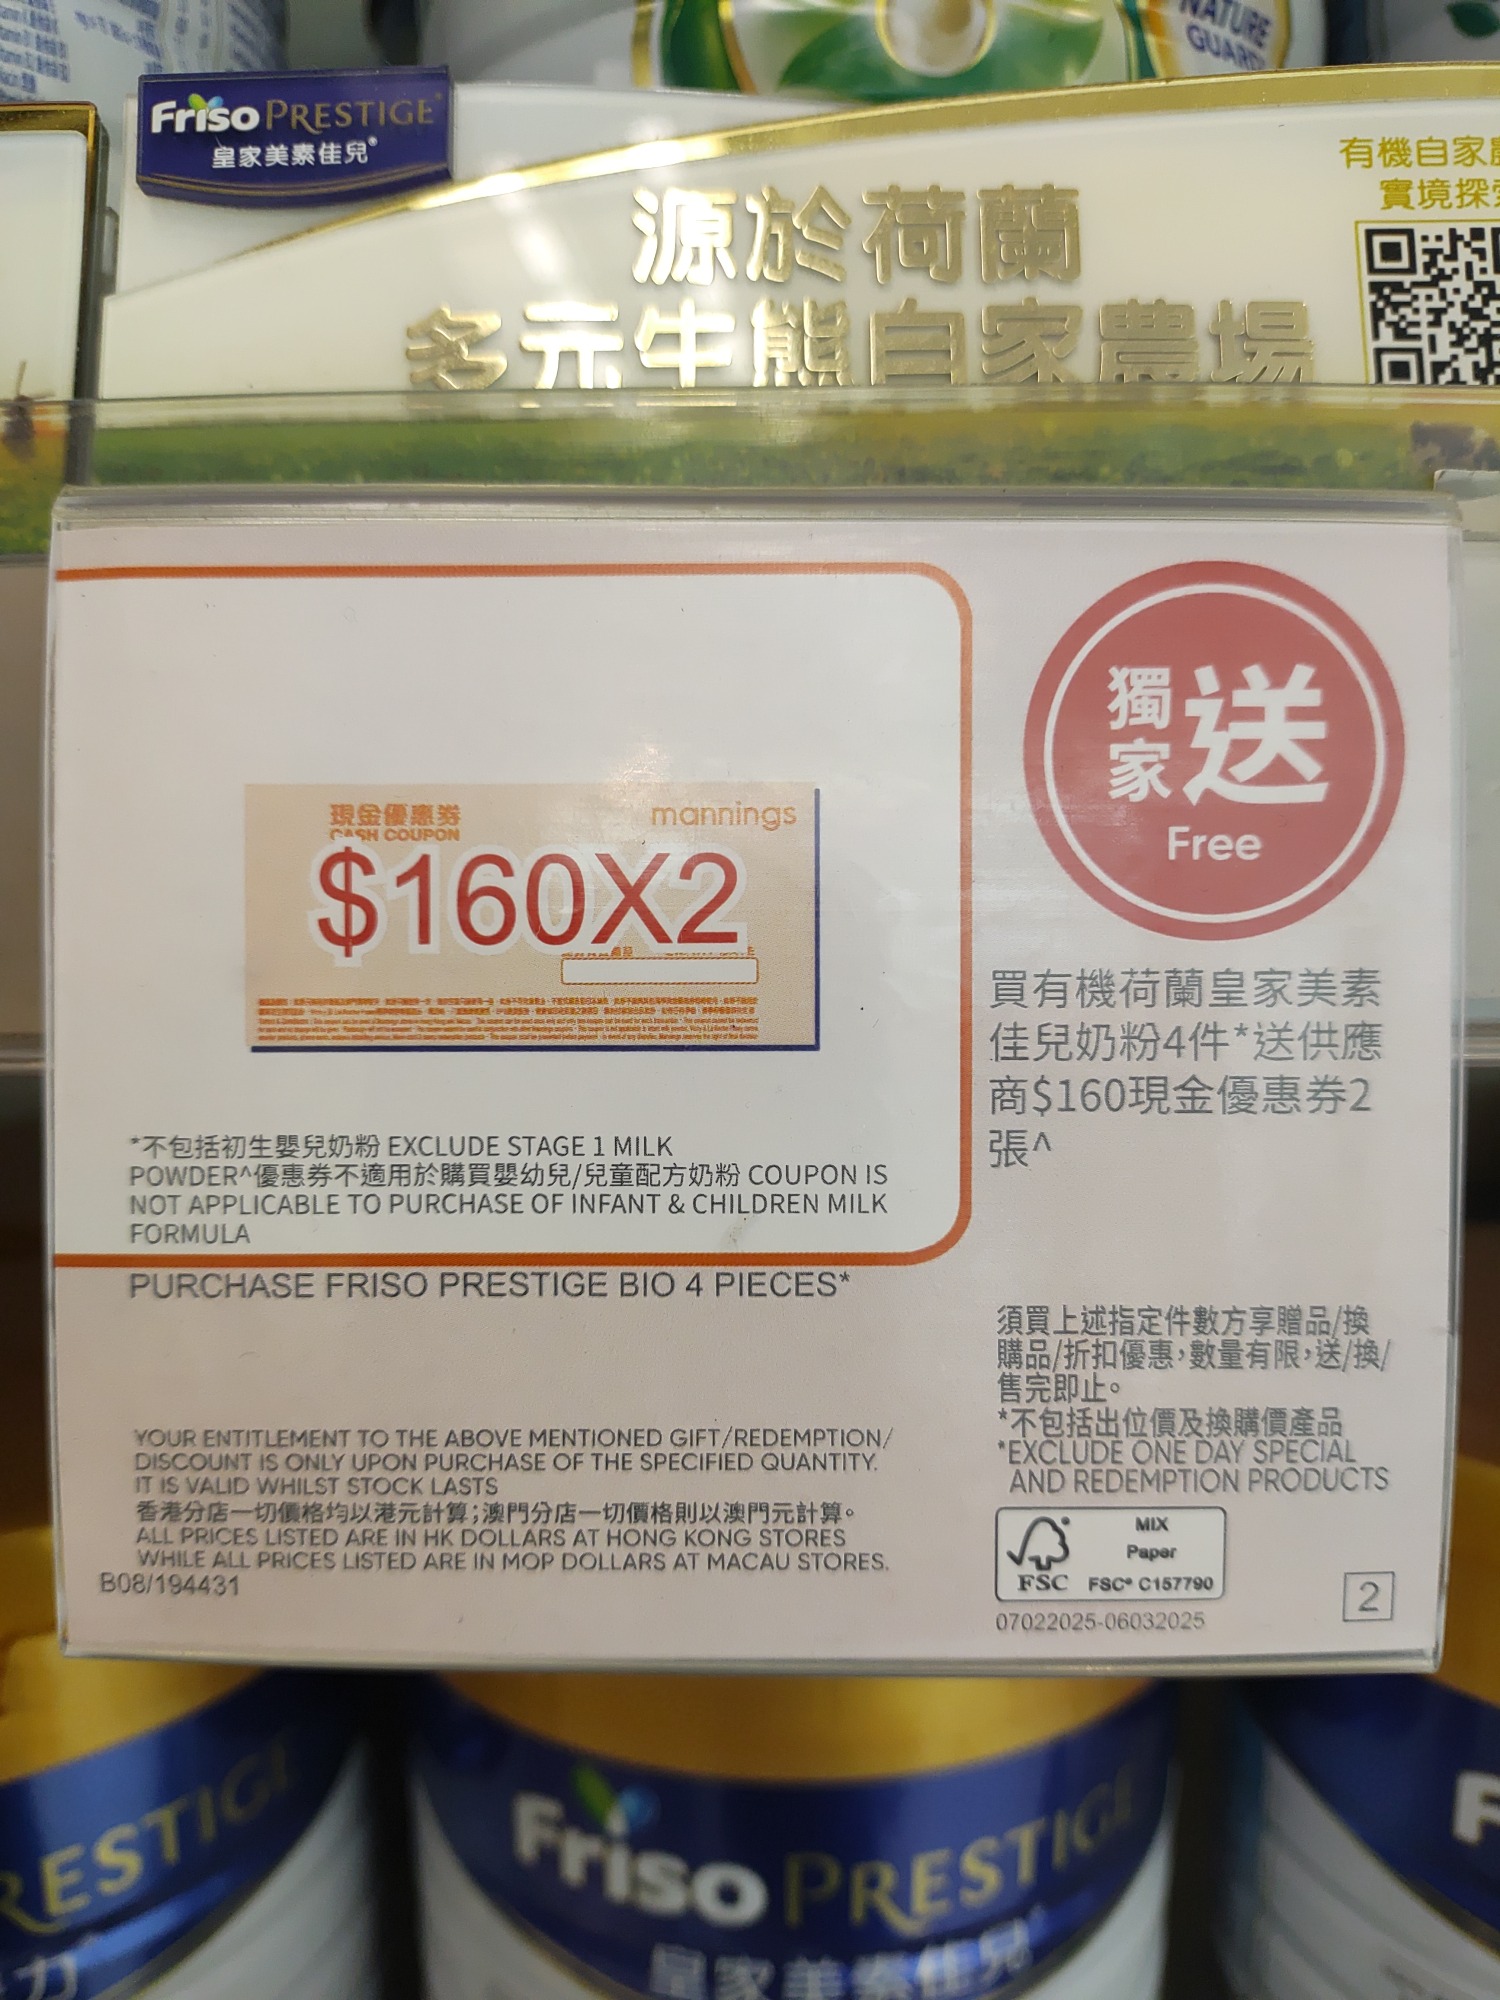 NATURE
GUARD
Friso PRESTIGE
皇家美素佳兒®
有機自家
實境探
源於荷蘭
多元生態自家農場
獨家送
Free
現金優惠券
mannings
CASH COUPON
$160X2
買有機荷蘭皇家美素
佳兒奶粉4件*送供應
商$160現金優惠券2
張^
*不包括初生嬰兒奶粉 EXCLUDE STAGE 1 MILK
POWDER^優惠券不適用於購買嬰幼兒/兒童配方奶粉 COUPON IS
NOT APPLICABLE TO PURCHASE OF INFANT & CHILDREN MILK
FORMULA
PURCHASE FRISO PRESTIGE BIO 4 PIECES*
須買上述指定件數方享贈品/換
購品/折扣優惠，數量有限，送/換/
售完即止。
*不包括出位價及換購價產品
*EXCLUDE ONE DAY SPECIAL
AND REDEMPTION PRODUCTS
YOUR ENTITLEMENT TO THE ABOVE MENTIONED GIFT/REDEMPTION/
DISCOUNT IS ONLY UPON PURCHASE OF THE SPECIFIED QUANTITY.
IT IS VALID WHILST STOCK LASTS
香港分店一切價格均以港元計算；澳門分店一切價格則以澳門元計算。
ALL PRICES LISTED ARE IN HK DOLLARS AT HONG KONG STORES
WHILE ALL PRICES LISTED ARE IN MOP DOLLARS AT MACAU STORES.
B08/194431
MIX
Paper
FSC FSC® C157790
07022025-06032025
2
RESTIGE
力
Friso PRESTIGE
皇家美素佳兒
F